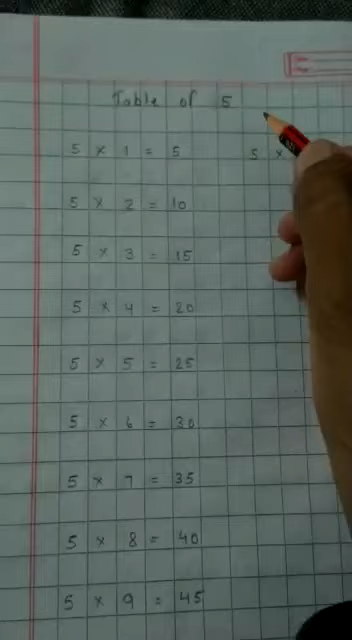 Table of 5
5 × 1 = 5
5 × 2 = 10
5 × 3 = 15
5 × 4 = 20
5 × 5 = 25
5 × 6 = 30
5 × 7 = 35
5 × 8 = 40
5 × 9 = 45
5 ×